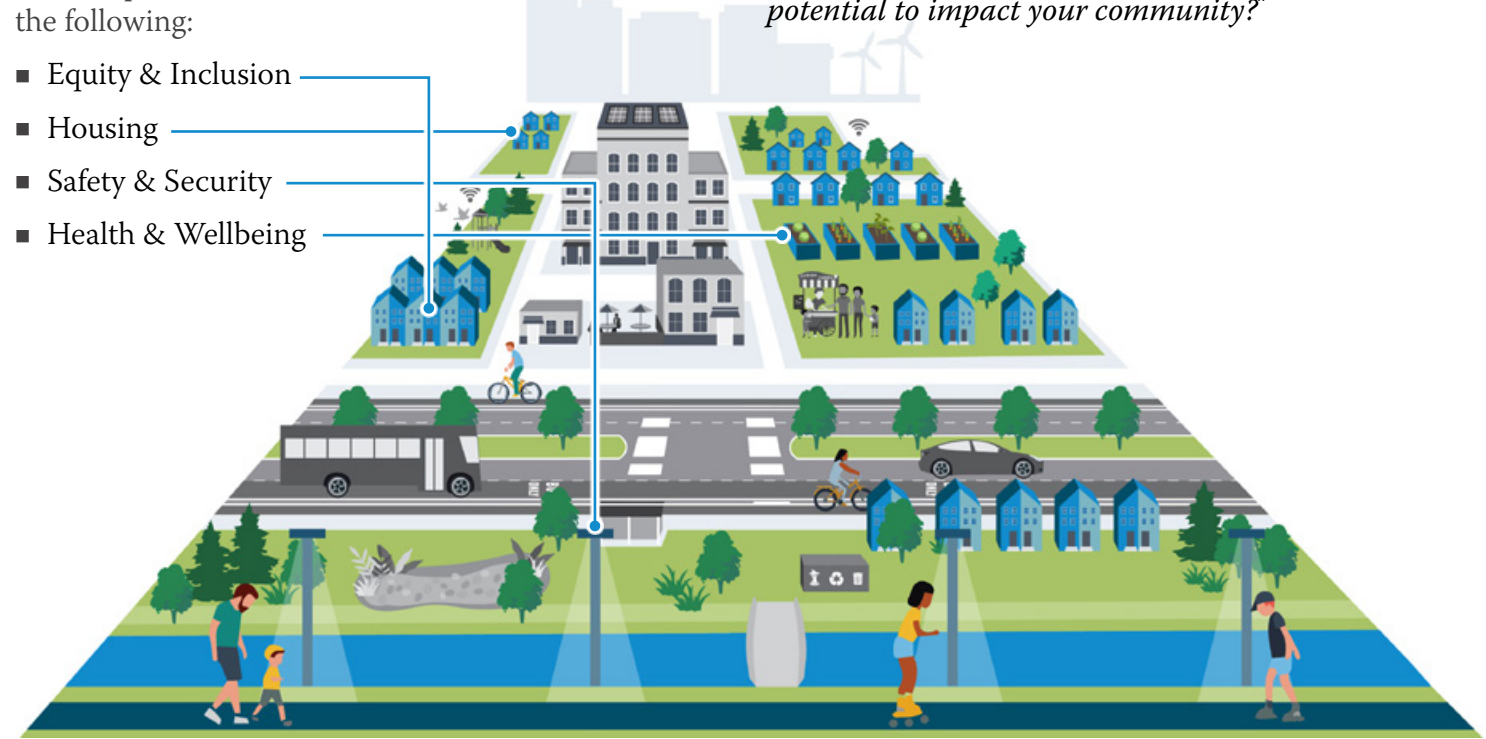 the following:
■ Equity & Inclusion
■ Housing
■ Safety & Security
■ Health & Wellbeing
potential to impact your community?